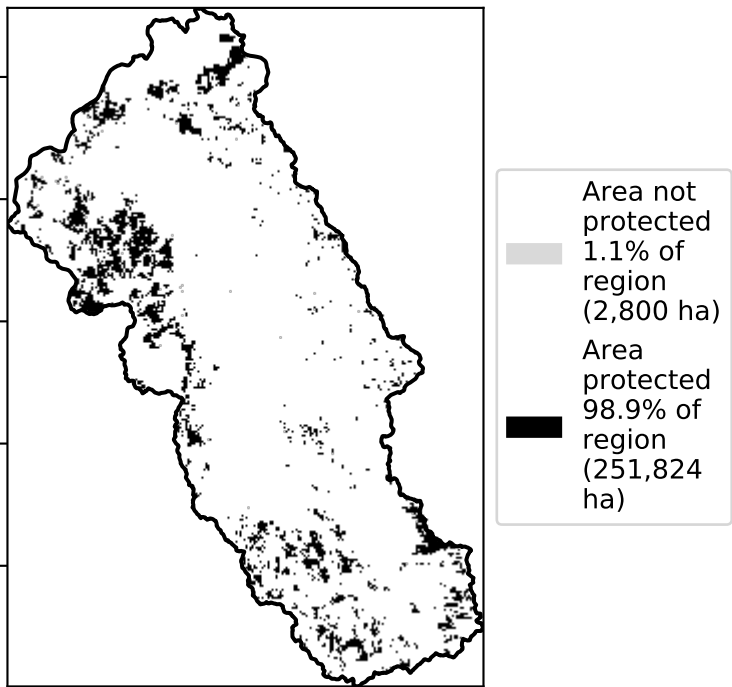 Area not
protected
1.1% of
region
(2,800 ha)
Area
protected
98.9% of
region
(251,824
ha)